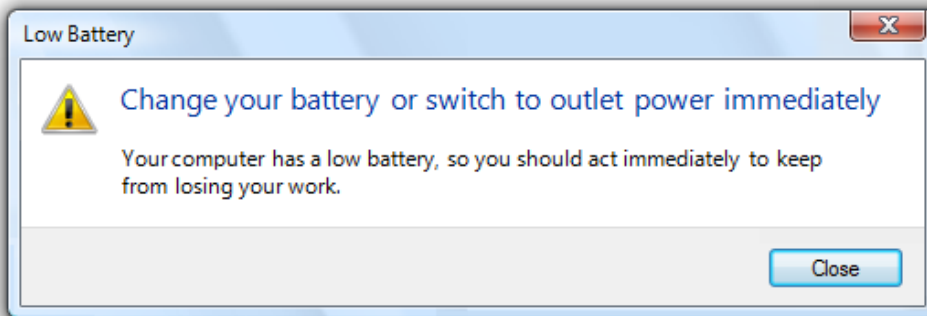 Low Battery
Change your battery or switch to outlet power immediately
Your computer has a low battery, so you should act immediately to keep
from losing your work.
Close